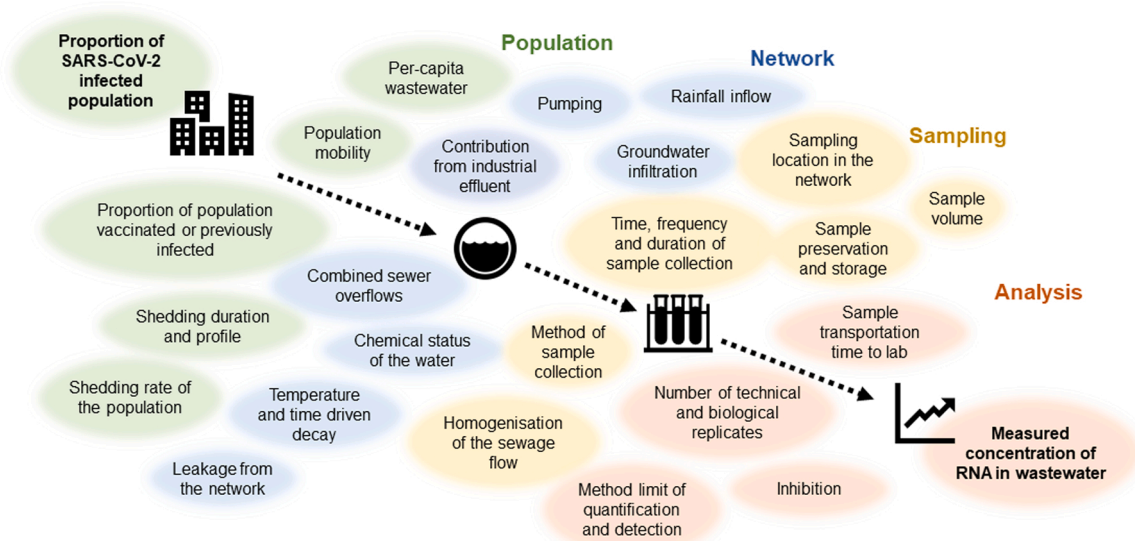 Proportion of
SARS-CoV-2
infected
population
Population
Per-capita
wastewater
Network
Pumping
Rainfall inflow
Population
mobility
Contribution
from industrial
effluent
Groundwater
infiltration
Sampling
location in the
network
Sampling
Sample
volume
Proportion of population
vaccinated or previously
infected
Time, frequency
and duration of
sample collection
Sample
preservation
and storage
Combined sewer
overflows
Analysis
Shedding duration
and profile
Chemical status
of the water
Method of
sample
collection
Sample
transportation
time to lab
Shedding rate of
the population
Temperature
and time driven
decay
Homogenisation
of the sewage
flow
Number of technical
and biological
replicates
Measured
concentration of
RNA in wastewater
Leakage from
the network
Method limit of
quantification
and detection
Inhibition